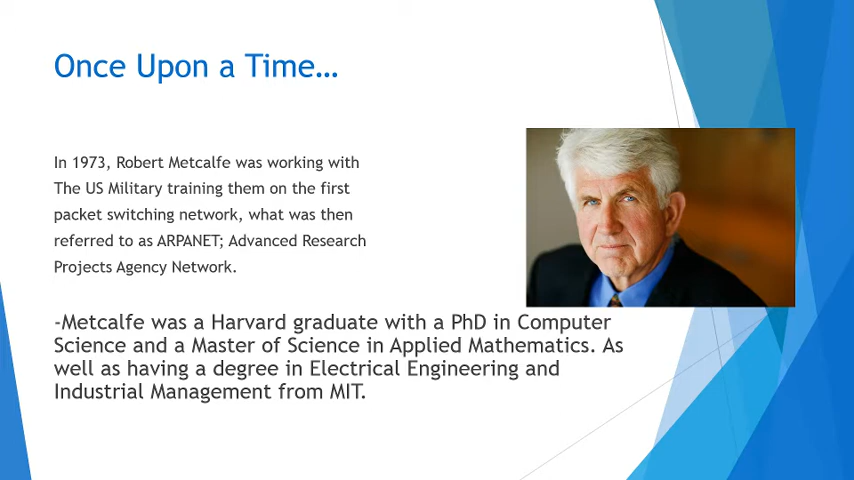 Once Upon a Time…
In 1973, Robert Metcalfe was working with
The US Military training them on the first
packet switching network, what was then
referred to as ARPANET; Advanced Research
Projects Agency Network.
-Metcalfe was a Harvard graduate with a PhD in Computer
Science and a Master of Science in Applied Mathematics. As
well as having a degree in Electrical Engineering and
Industrial Management from MIT.